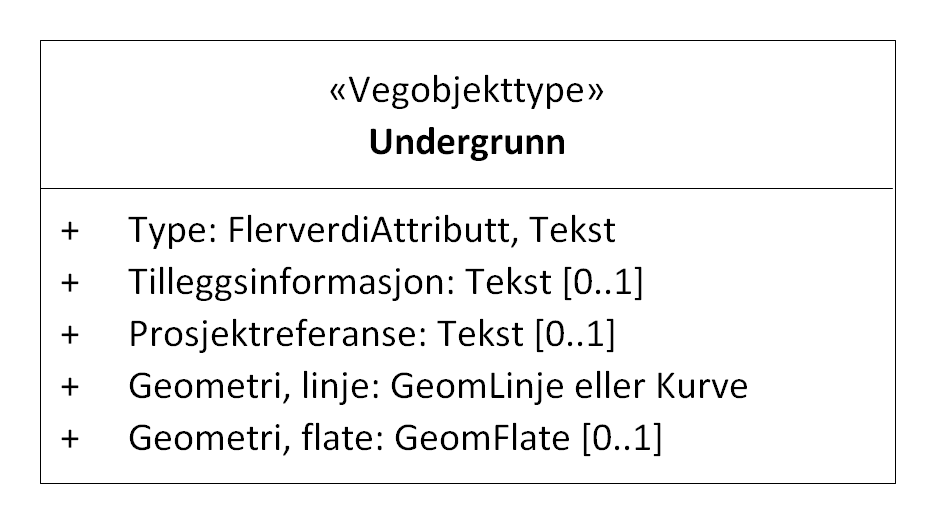 «Vegobjekttype»
Undergrunn
+ Type: FlerverdiAttributt, Tekst
+ Tilleggsinformasjon: Tekst [0..1]
+ Prosjektreferanse: Tekst [0..1]
+ Geometri, linje: GeomLinje eller Kurve
+ Geometri, flate: GeomFlate [0..1]